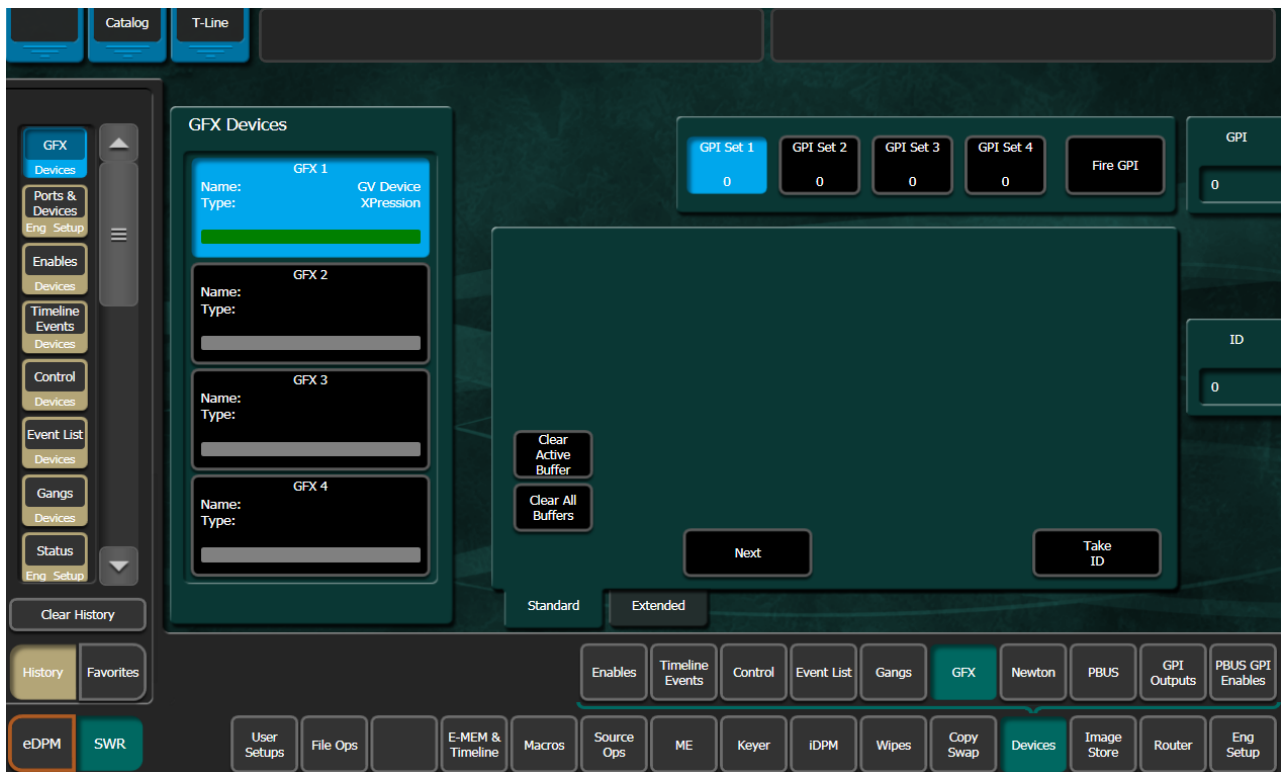 Catalog
T-Line
GFX
Devices
Ports &
Devices
Eng Setup
Enables
Devices
Timeline
Events
Devices
Control
Devices
Event List
Devices
Gangs
Devices
Status
Eng Setup
Clear History
History
Favorites
GFX Devices
GFX 1
Name: GV Device
Type: XPression
GFX 2
Name:
Type:
GFX 3
Name:
Type:
GFX 4
Name:
Type:
GPI Set 1
0
GPI Set 2
0
GPI Set 3
0
GPI Set 4
0
Fire GPI
GPI
0
ID
0
Clear
Active
Buffer
Clear All
Buffers
Next
Take
ID
Standard
Extended
Enables
Timeline
Events
Control
Event List
Gangs
GFX
Newton
PBUS
GPI
Outputs
PBUS GPI
Enables
eDPM
SWR
User
Setups
File Ops
E-MEM &
Timeline
Macros
Source
Ops
ME
Keyer
iDPM
Wipes
Copy
Swap
Devices
Image
Store
Router
Eng
Setup